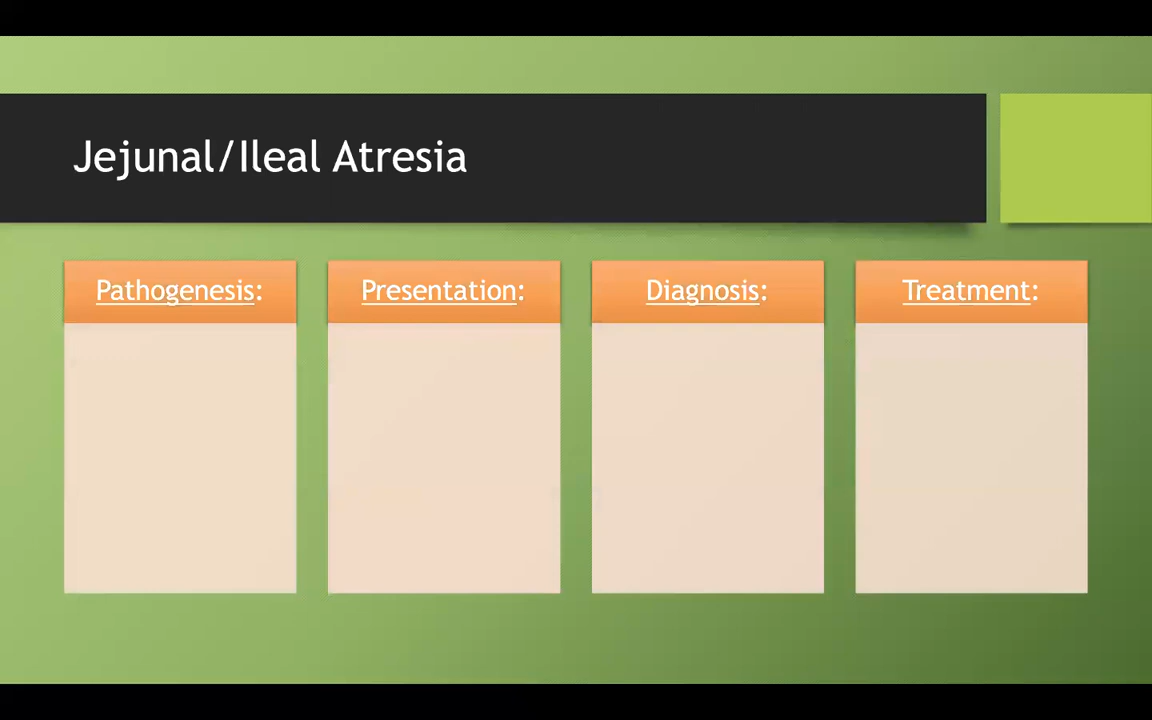 Jejunal/Ileal Atresia
Pathogenesis:
Presentation:
Diagnosis:
Treatment: